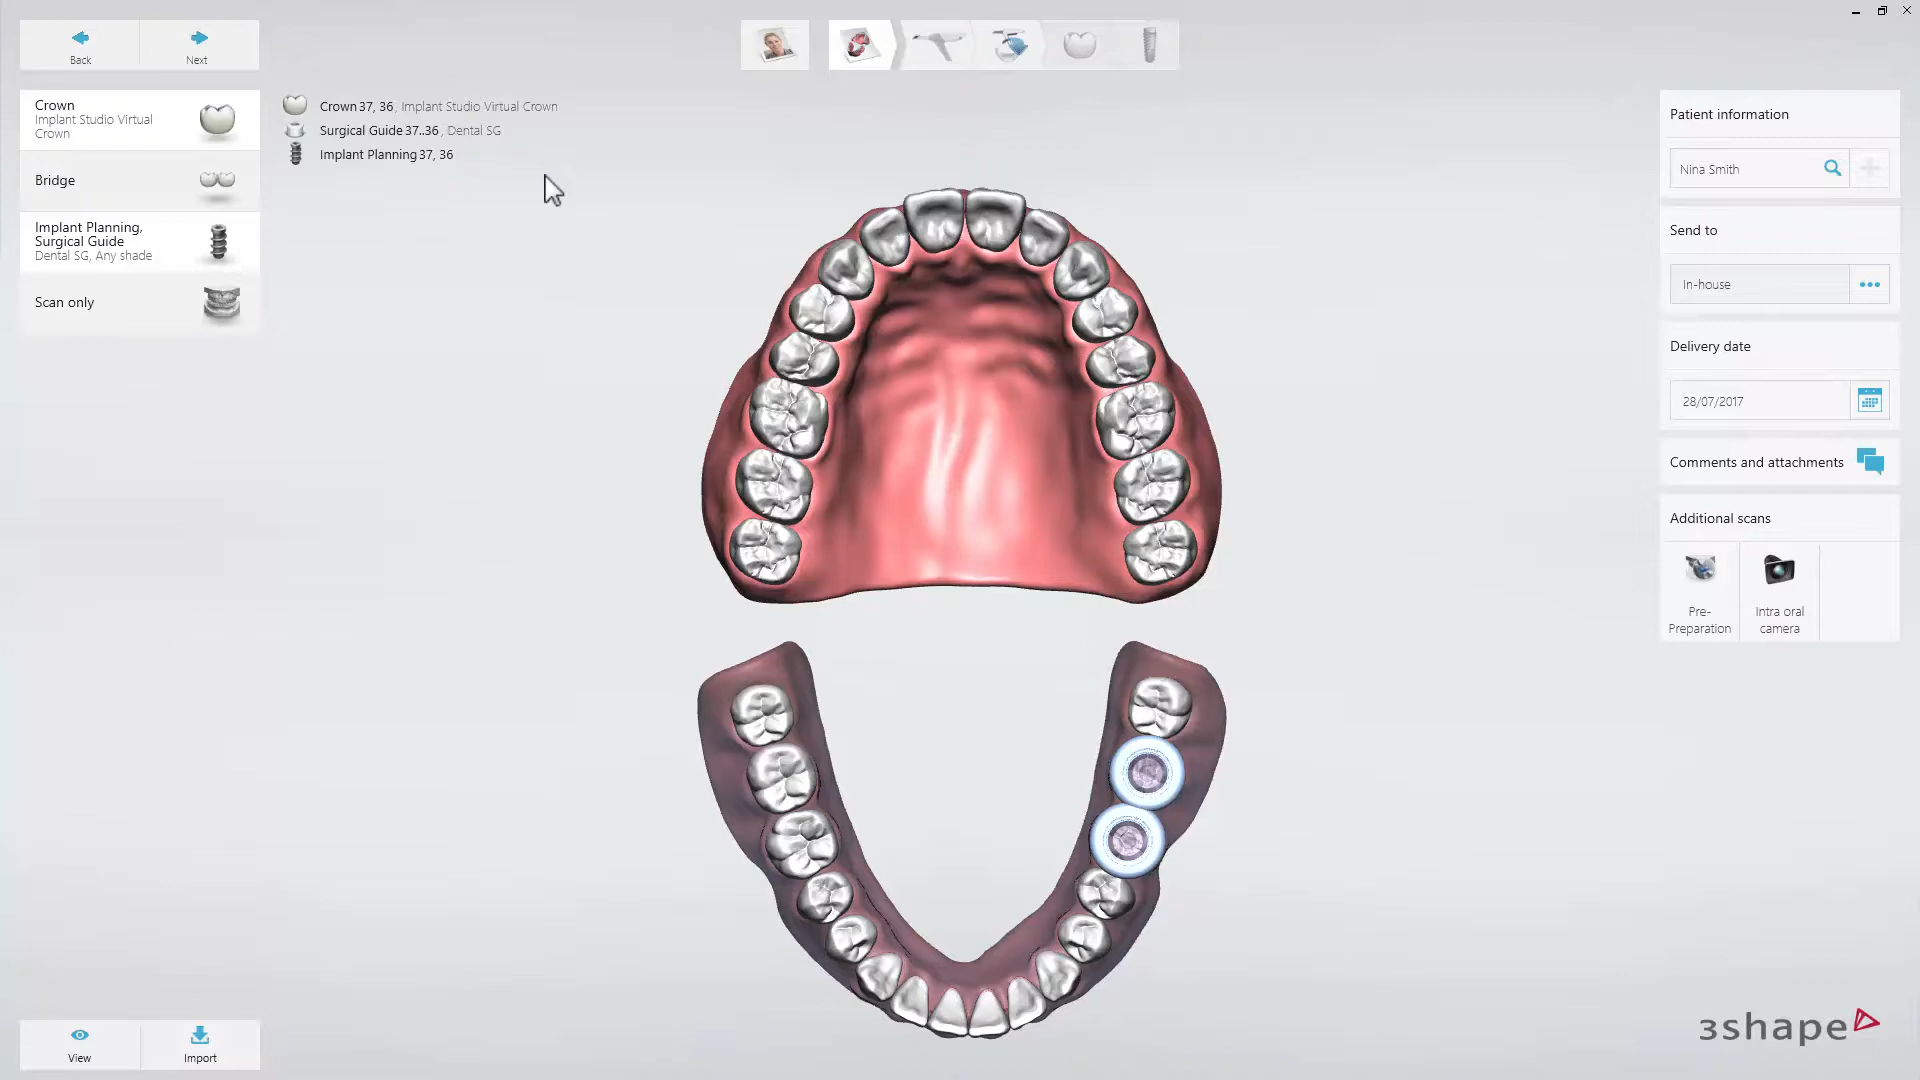 Back
Next
Crown
Implant Studio Virtual
Crown
Bridge
Implant Planning,
Surgical Guide
Dental SG, Any shade
Scan only
Crown 37, 36, Implant Studio Virtual Crown
Surgical Guide 37..36, Dental SG
Implant Planning 37, 36
Patient information
Nina Smith
Send to
In-house
Delivery date
28/07/2017
Comments and attachments
Additional scans
Pre-
Preparation
Intra oral
camera
View
Import
3shape